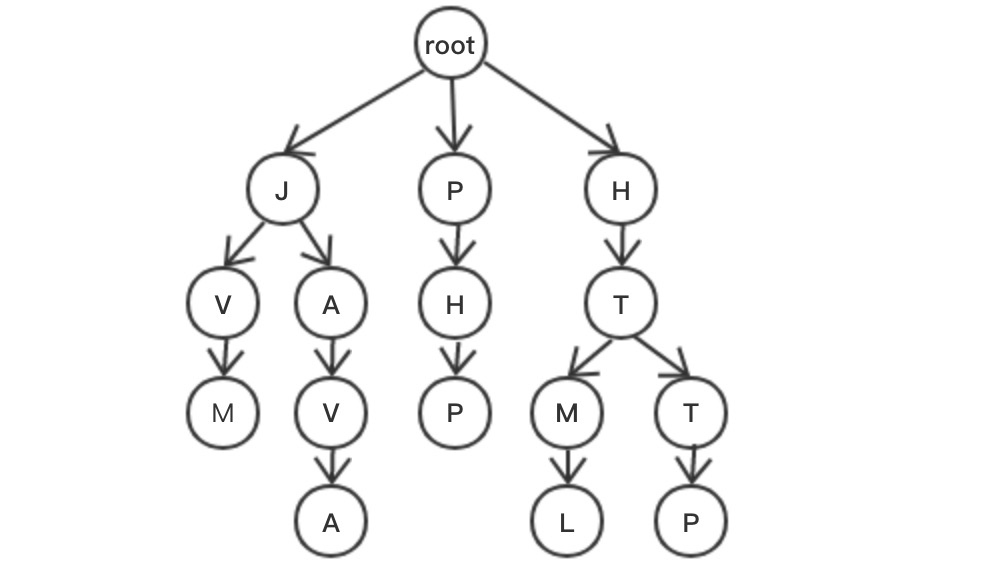 root
J P H
V A H T
M V P M T
A L P